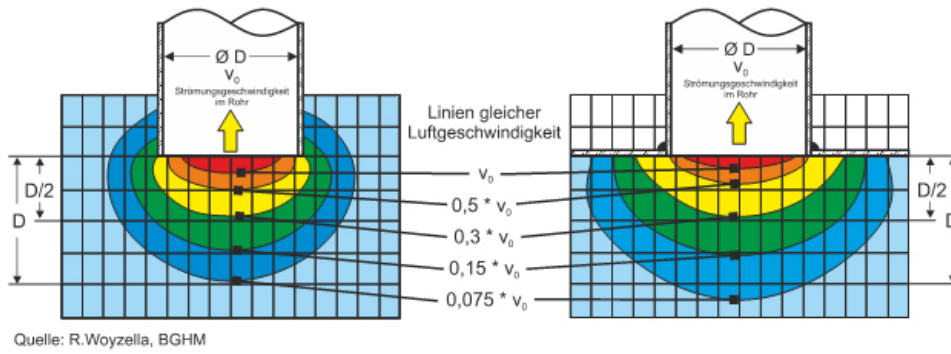 Ø D
v₀
Strömungsgeschwindigkeit
im Rohr
D
D/2
Linien gleicher
Luftgeschwindigkeit
v₀
0,5 * v₀
0,3 * v₀
0,15 * v₀
0,075 * v₀
Ø D
v₀
Strömungsgeschwindigkeit
im Rohr
D/2
D
Quelle: R.Woyzella, BGHM